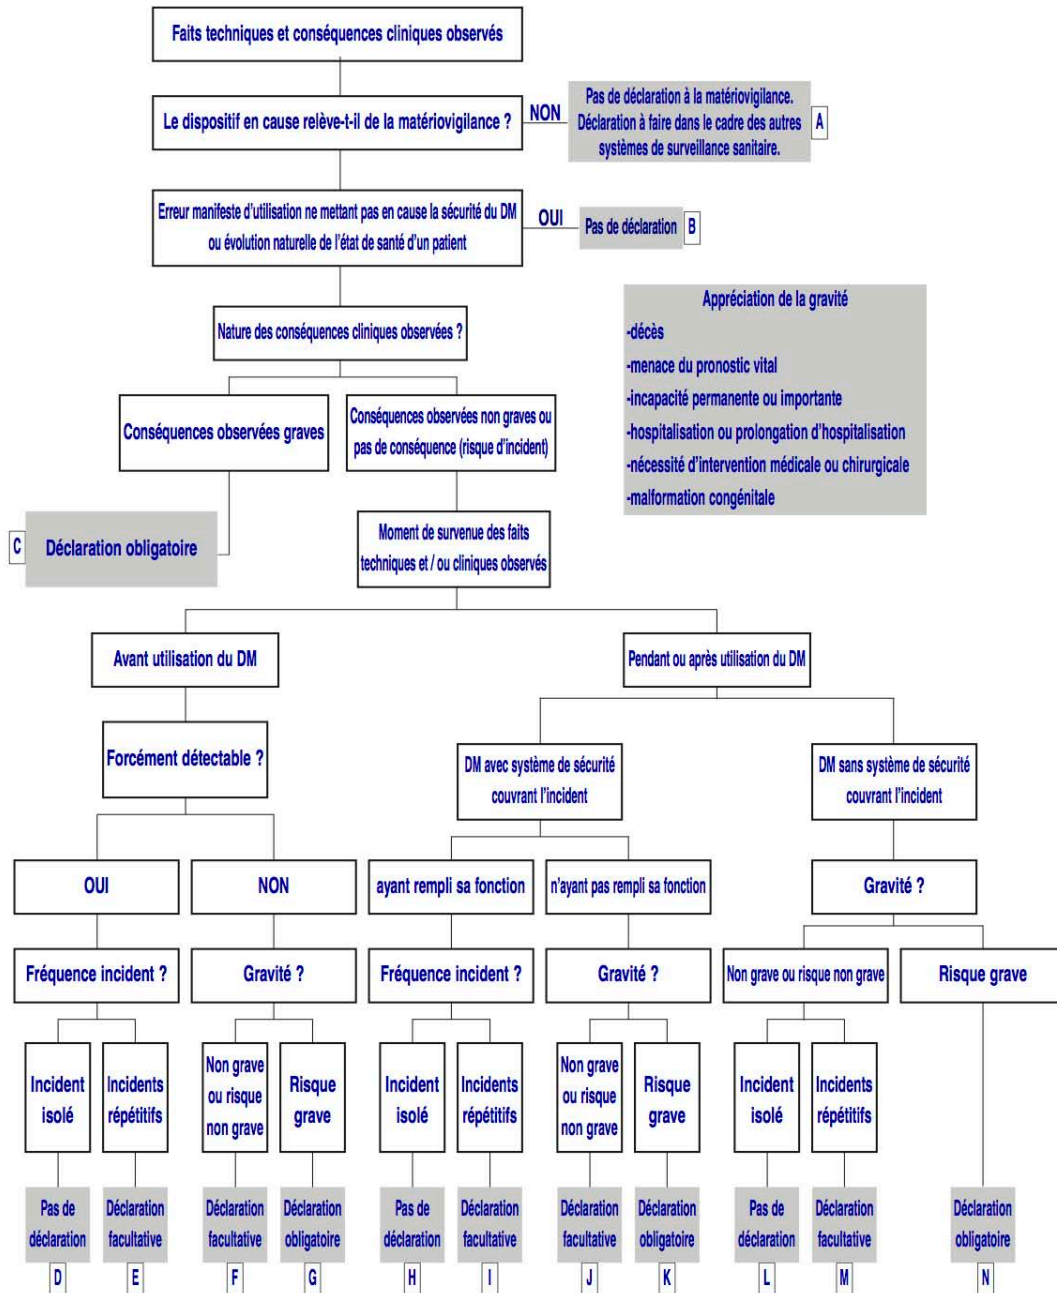 Faits techniques et conséquences cliniques observés
Le dispositif en cause relève-t-il de la matériovigilance ?
NON
Pas de déclaration à la matériovigilance.
Déclaration à faire dans le cadre des autres
systèmes de surveillance sanitaire.
A
Erreur manifeste d'utilisation ne mettant pas en cause la sécurité du DM
ou évolution naturelle de l'état de santé d'un patient
OUI
Pas de déclaration
B
Appréciation de la gravité
-décès
-menace du pronostic vital
-incapacité permanente ou importante
-hospitalisation ou prolongation d'hospitalisation
-nécessité d'intervention médicale ou chirurgicale
-malformation congénitale
Nature des conséquences cliniques observées ?
Conséquences observées graves
Conséquences observées non graves ou
pas de conséquence (risque d'incident)
C
Déclaration obligatoire
Moment de survenue des faits
techniques et / ou cliniques observés
Avant utilisation du DM
Pendant ou après utilisation du DM
Forcément détectable ?
DM avec système de sécurité
couvrant l'incident
DM sans système de sécurité
couvrant l'incident
OUI
NON
ayant rempli sa fonction
n'ayant pas rempli sa fonction
Gravité ?
Fréquence incident ?
Gravité ?
Fréquence incident ?
Gravité ?
Non grave ou risque non grave
Risque grave
Incident
isolé
Incidents
répétitifs
Non grave
ou risque
non grave
Risque
grave
Incident
isolé
Incidents
répétitifs
Non grave
ou risque
non grave
Risque
grave
Incident
isolé
Incidents
répétitifs
Pas de
déclaration
Déclaration
facultative
Déclaration
facultative
Déclaration
obligatoire
Pas de
déclaration
Déclaration
facultative
Déclaration
facultative
Déclaration
obligatoire
Pas de
déclaration
Déclaration
facultative
Déclaration
obligatoire
D
E
F
G
H
I
J
K
L
M
N